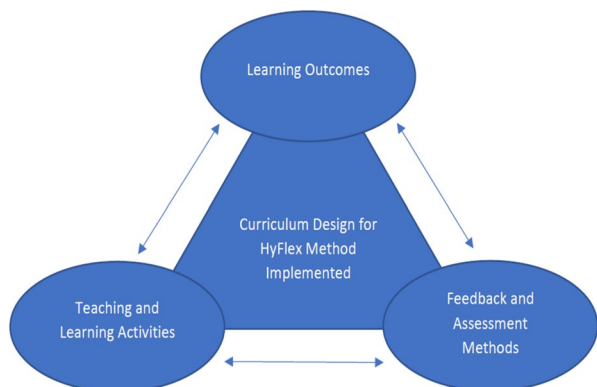 Learning Outcomes
Curriculum Design for
HyFlex Method
Implemented
Teaching and
Learning Activities
Feedback and
Assessment
Methods